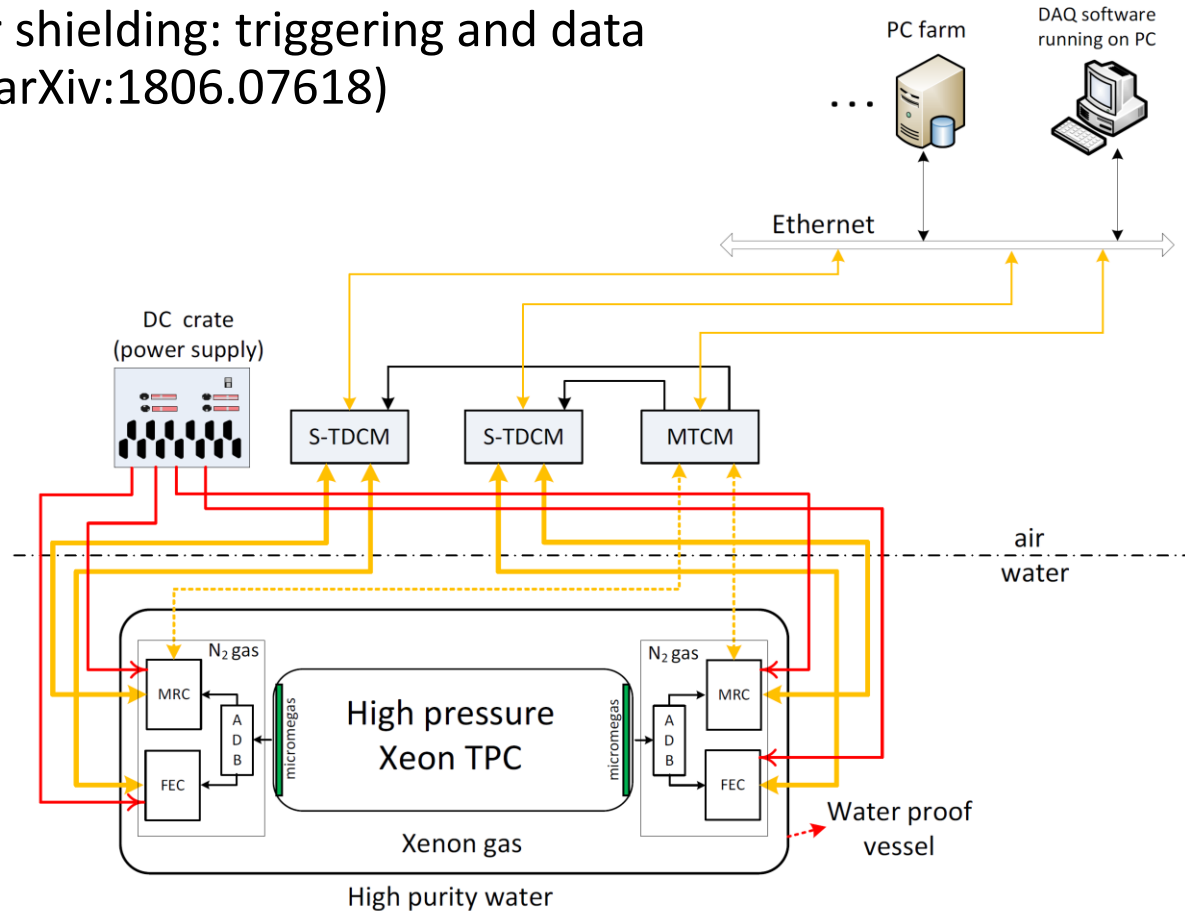 r shielding: triggering and data
arXiv:1806.07618)
PC farm
DAQ software
running on PC
...
Ethernet
DC crate
(power supply)
S-TDCM
S-TDCM
MTCM
air
water
N₂ gas
MRC
A
D
B
FEC
micromegas
High pressure
Xeon TPC
micromegas
N₂ gas
MRC
A
D
B
FEC
Xenon gas
Water proof
vessel
High purity water